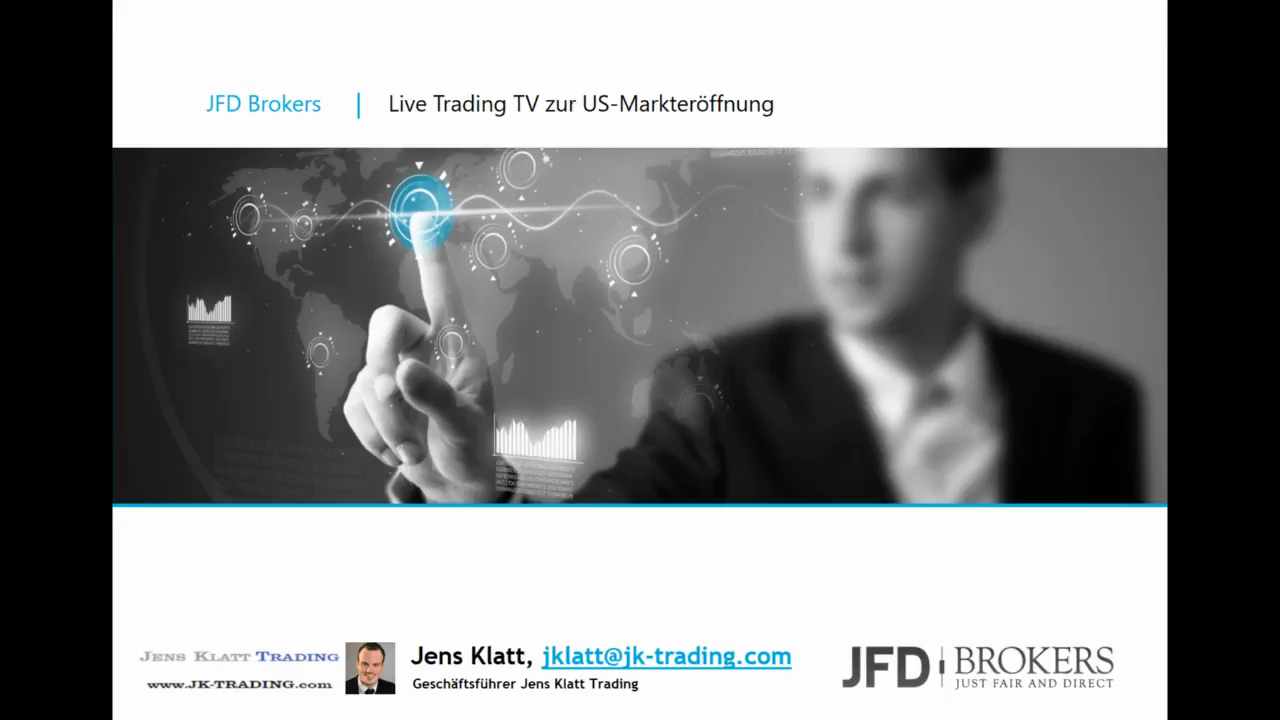 JFD Brokers | Live Trading TV zur US-Markteröffnung
JENS KLATT TRADING
www.JK-TRADING.com
Jens Klatt, jklatt@jk-trading.com
Geschäftsführer Jens Klatt Trading
JFD BROKERS
JUST FAIR AND DIRECT